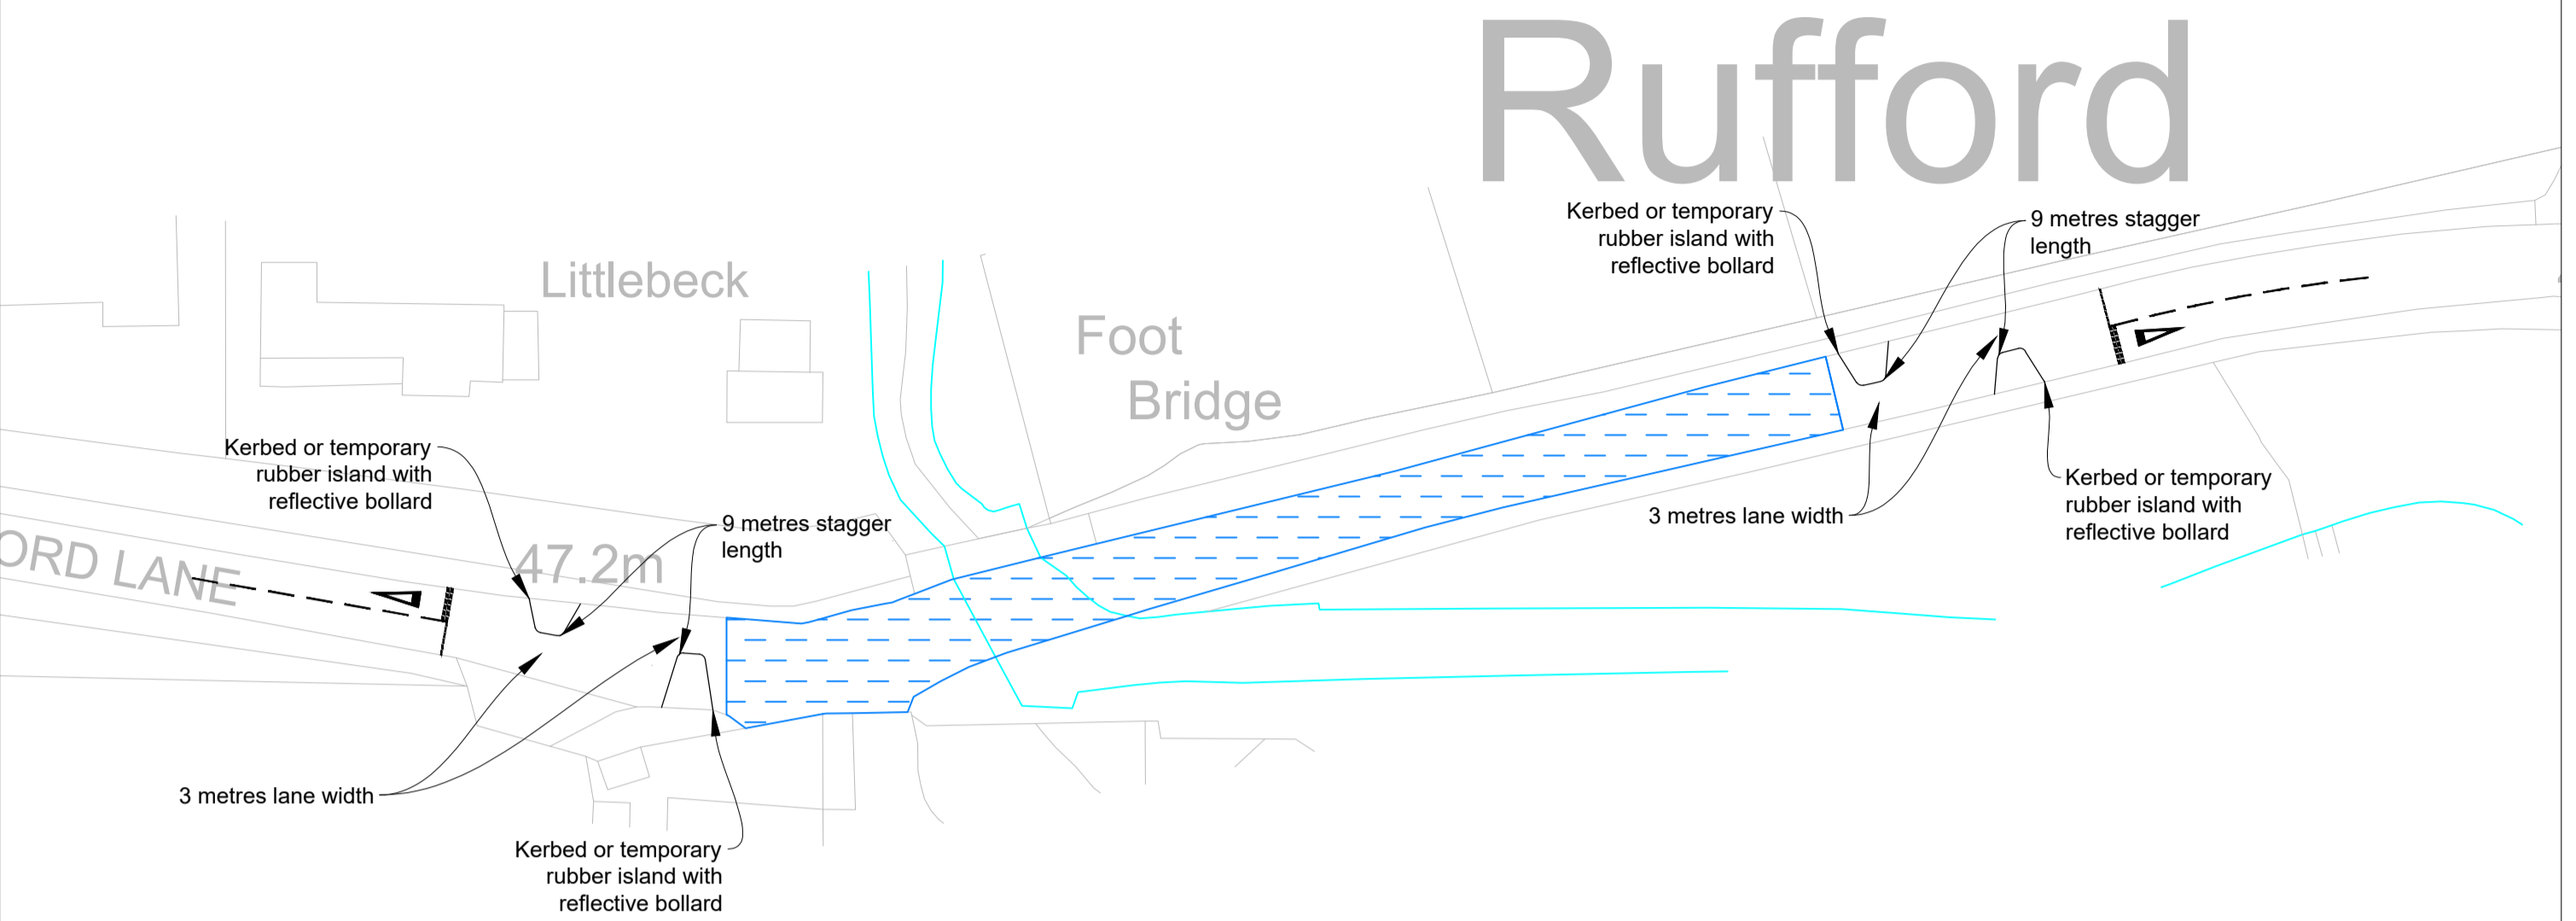 Rufford
Kerbed or temporary
rubber island with
reflective bollard
9 metres stagger
length
Littlebeck
Foot
Bridge
Kerbed or temporary
rubber island with
reflective bollard
3 metres lane width
Kerbed or temporary
rubber island with
reflective bollard
9 metres stagger
length
ORD LANE
47.2m
3 metres lane width
Kerbed or temporary
rubber island with
reflective bollard